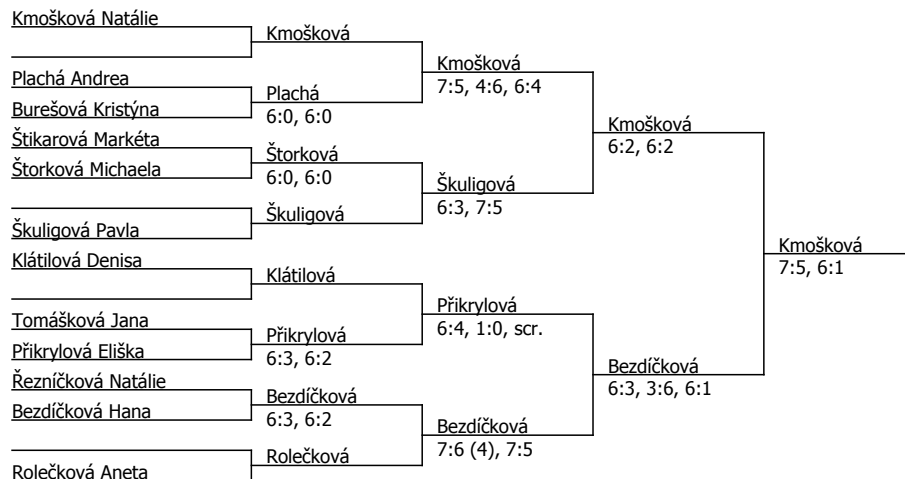 Kmošková Natálie
Plachá Andrea
Burešová Kristýna
Štikarová Markéta
Štorková Michaela
Škuligová Pavla
Klátilová Denisa
Tomášková Jana
Přikrylová Eliška
Řezníčková Natálie
Bezdíčková Hana
Rolečková Aneta
Kmošková
Plachá
6:0, 6:0
Štorková
6:0, 6:0
Škuligová
Klátilová
Přikrylová
6:3, 6:2
Bezdíčková
6:3, 6:2
Rolečková
Kmošková
7:5, 4:6, 6:4
Škuligová
6:3, 7:5
Přikrylová
6:4, 1:0, scr.
Bezdíčková
7:6 (4), 7:5
Kmošková
6:2, 6:2
Bezdíčková
6:3, 3:6, 6:1
Kmošková
7:5, 6:1